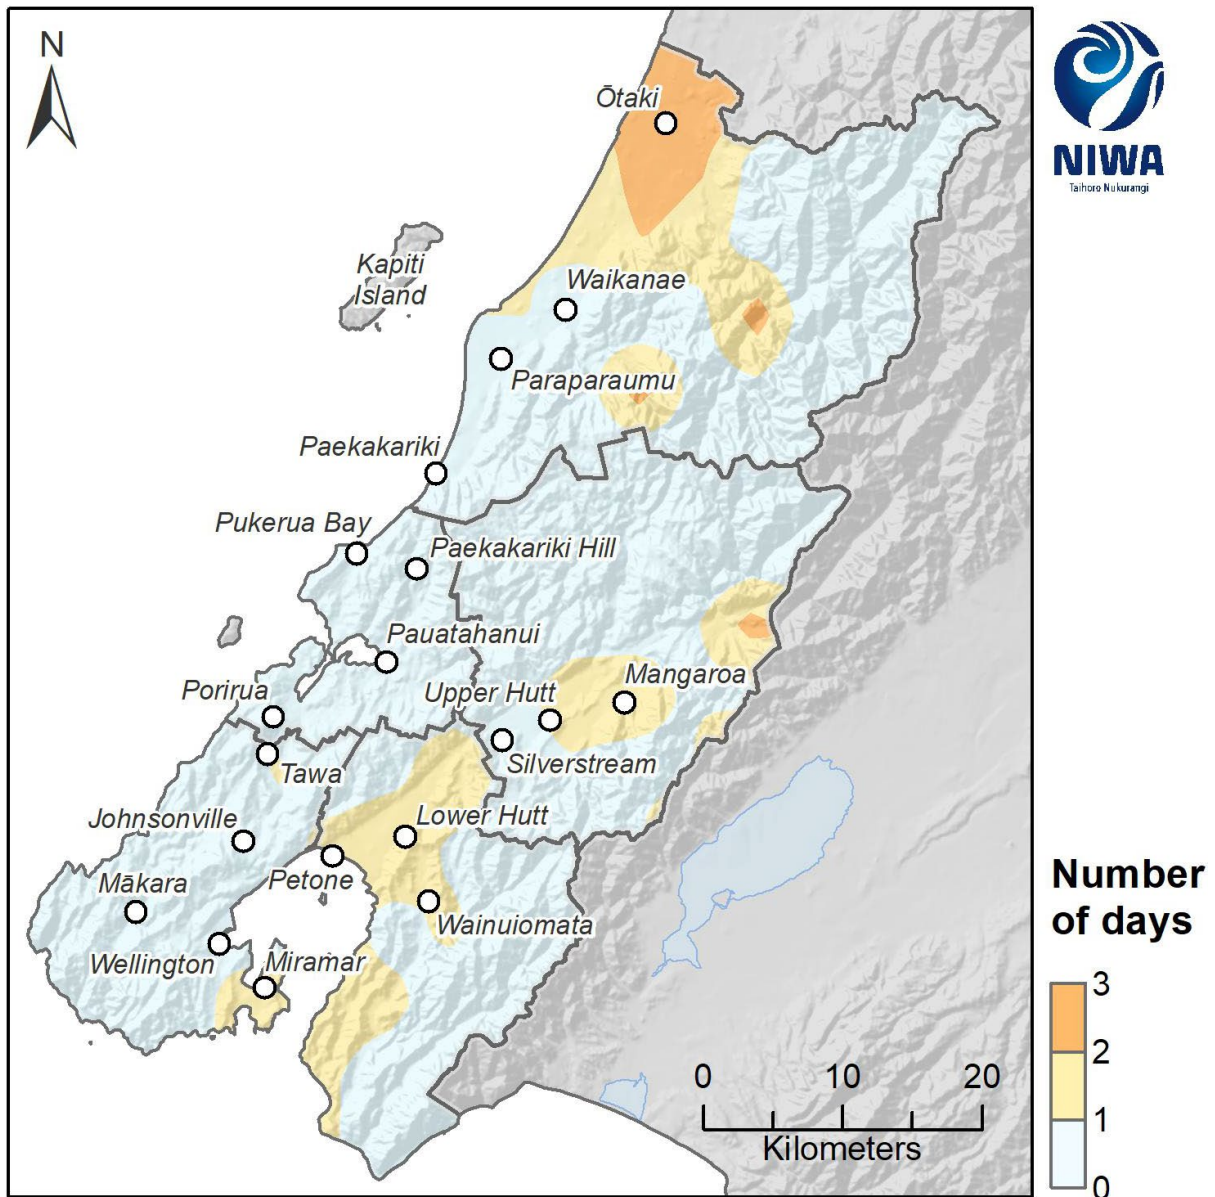 N
Ōtaki
NIWA
Taihoro Nukurangi
Kapiti
Island
Waikanae
Paraparaumu
Paekakariki
Pukerua Bay
Paekakariki Hill
Pauatahanui
Porirua
Upper Hutt
Mangaroa
Tawa
Silverstream
Johnsonville
Lower Hutt
Petone
Mākara
Wainuiomata
Wellington
Miramar
Number
of days
3
2
1
0
0 10 20
Kilometers